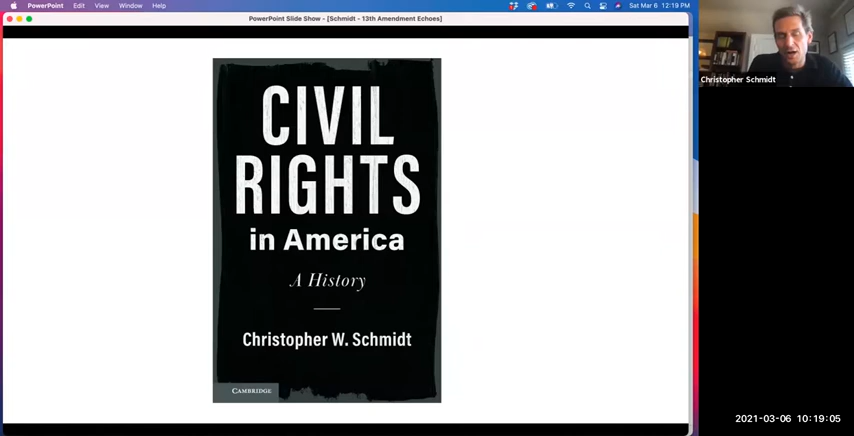 PowerPoint Edit View Window Help Sat Mar 6 12:19 PM
PowerPoint Slide Show - [Schmidt - 13th Amendment Echoes]
CIVIL
RIGHTS
in America
A History
Christopher W. Schmidt
CAMBRIDGE
Christopher Schmidt
2021-03-06 10:19:05